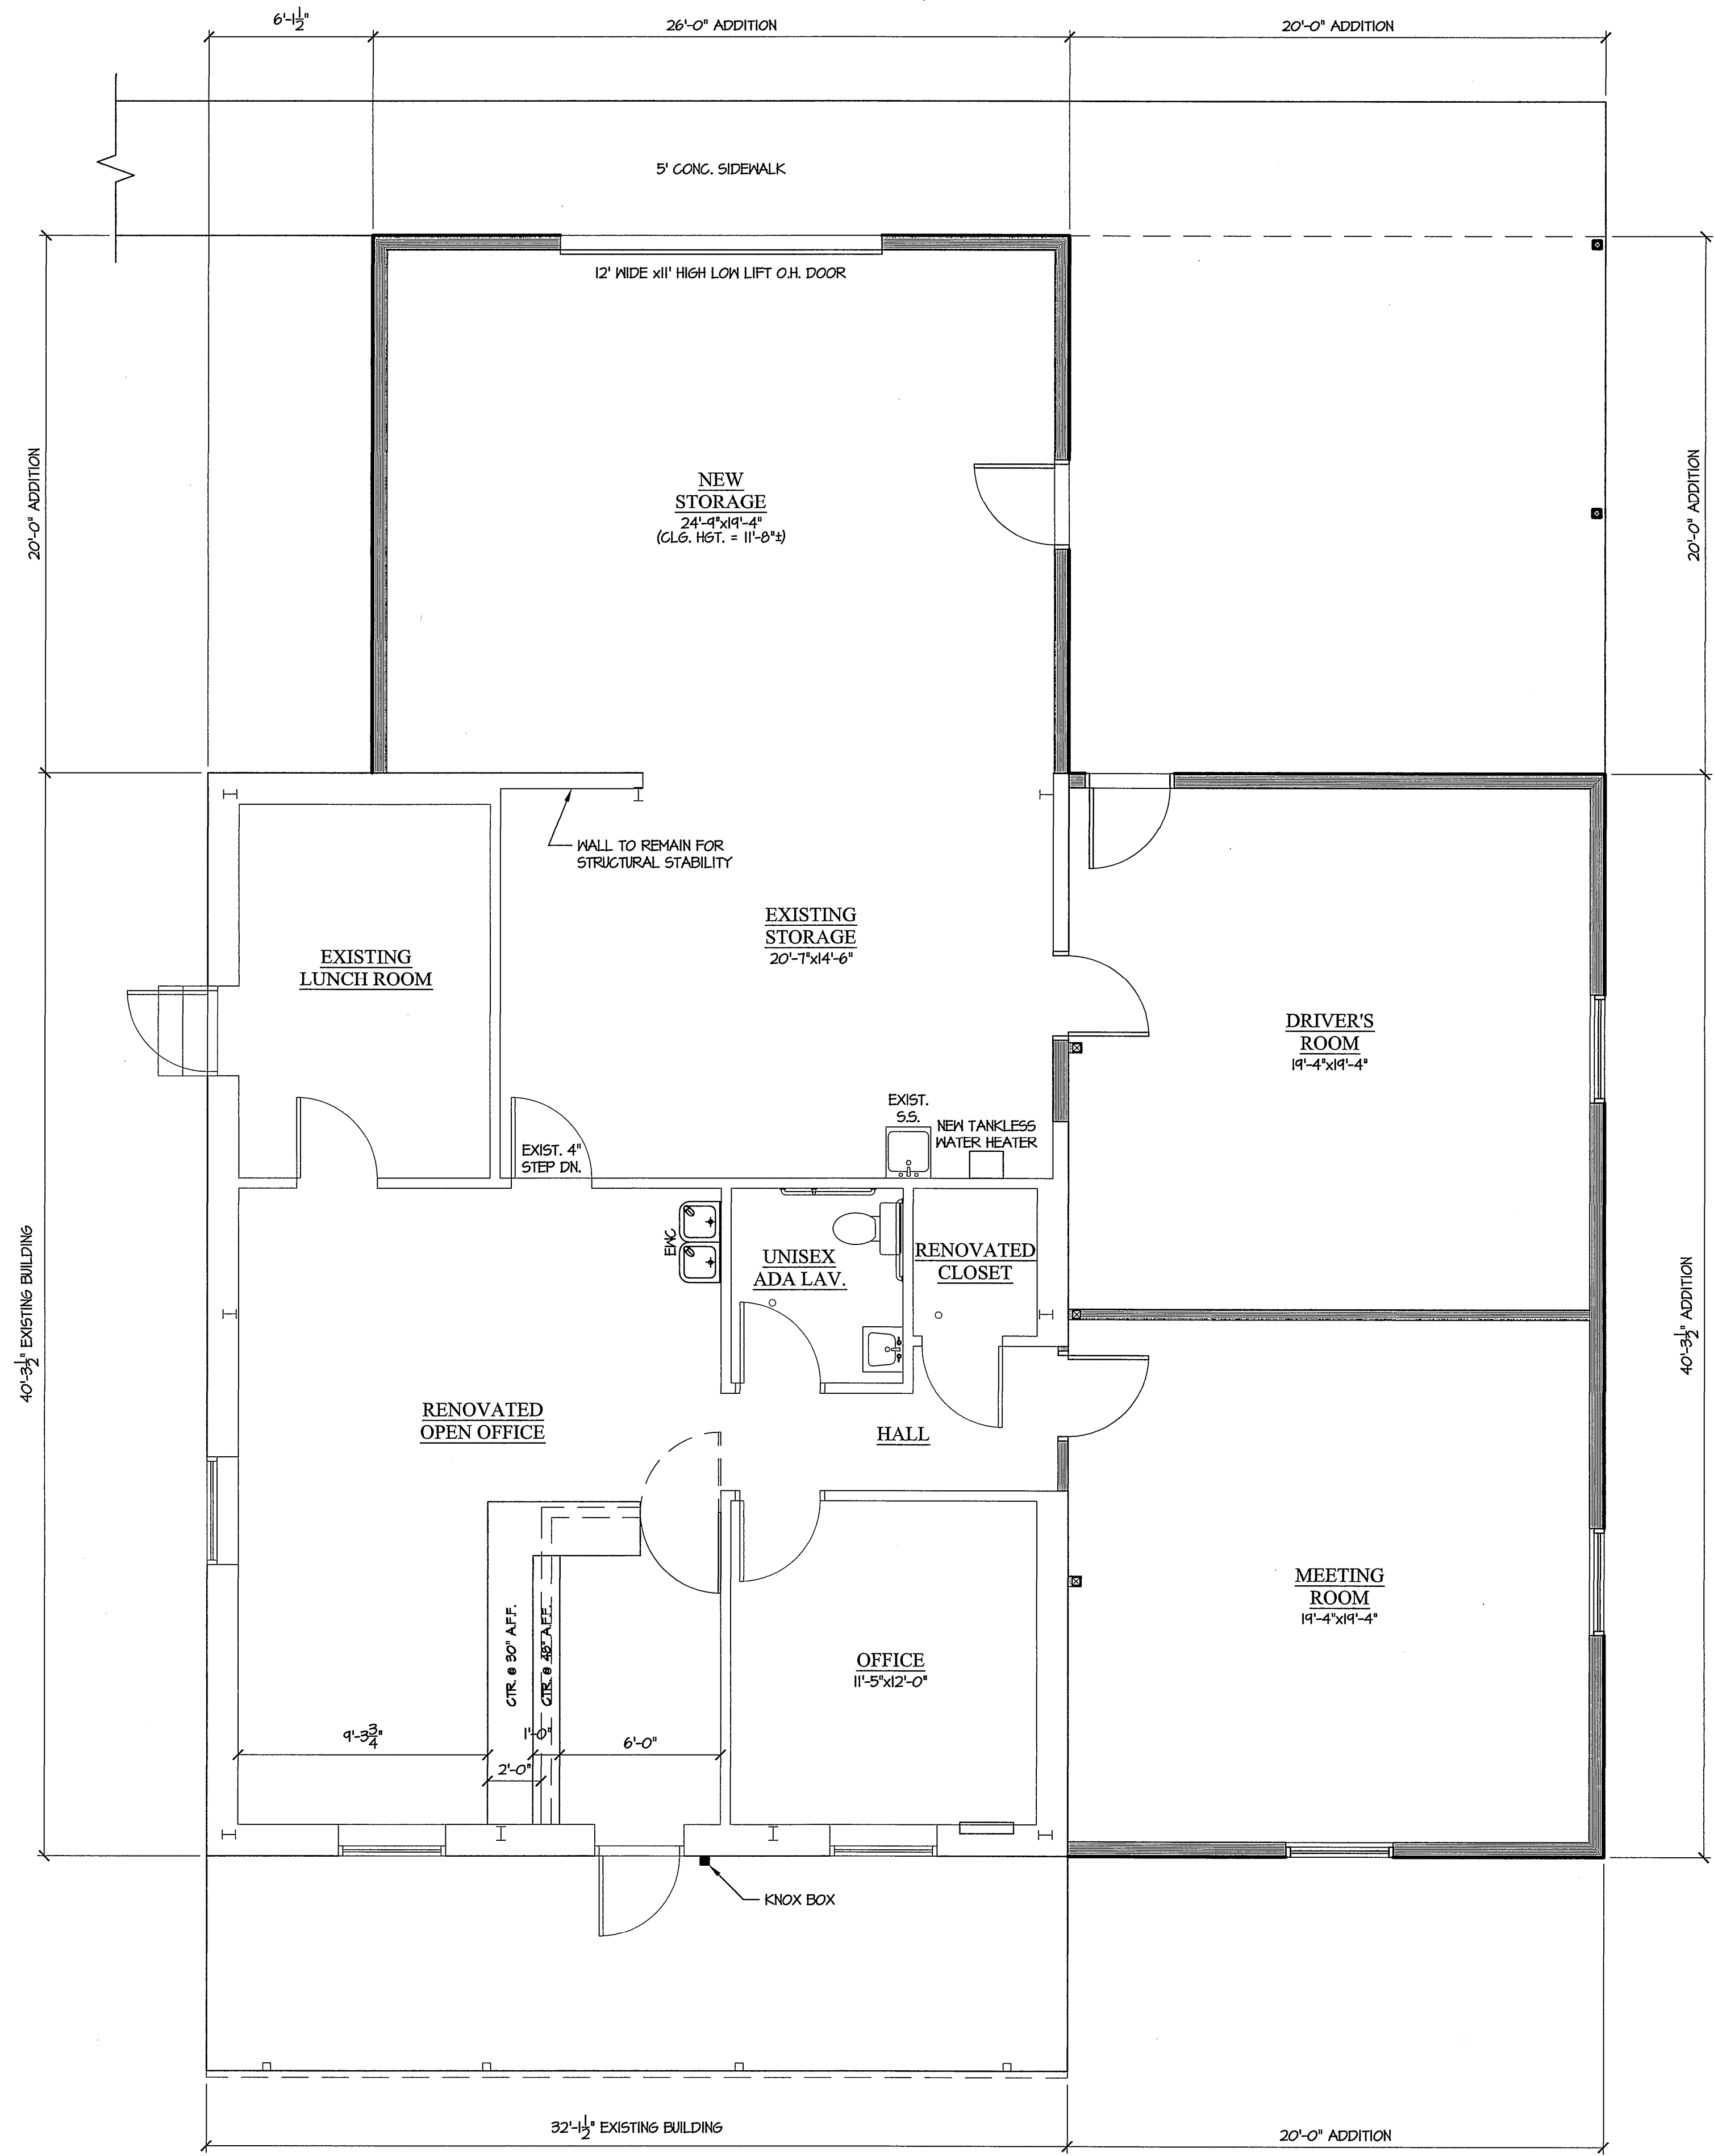 6'-1 1/2"
26'-0" ADDITION
20'-0" ADDITION
5' CONC. SIDEWALK
12' WIDE x11' HIGH LOW LIFT O.H. DOOR
20'-0" ADDITION
20'-0" ADDITION
NEW
STORAGE
24'-9"x19'-4"
(CLG. HGT. = 11'-8"±)
WALL TO REMAIN FOR
STRUCTURAL STABILITY
EXISTING
STORAGE
20'-7"x14'-6"
EXISTING
LUNCH ROOM
DRIVER'S
ROOM
19'-4"x19'-4"
EXIST.
S.S.
NEW TANKLESS
WATER HEATER
EXIST. 4"
STEP DN.
EWC
UNISEX
ADA LAV.
RENOVATED
CLOSET
40'-3 1/2" EXISTING BUILDING
40'-3 1/2" ADDITION
RENOVATED
OPEN OFFICE
HALL
MEETING
ROOM
19'-4"x19'-4"
CTR. @ 30" A.F.F.
CTR. @ 48" A.F.F.
OFFICE
11'-5"x12'-0"
9'-3 3/4"
1'-0"
6'-0"
2'-0"
KNOX BOX
32'-1 1/2" EXISTING BUILDING
20'-0" ADDITION